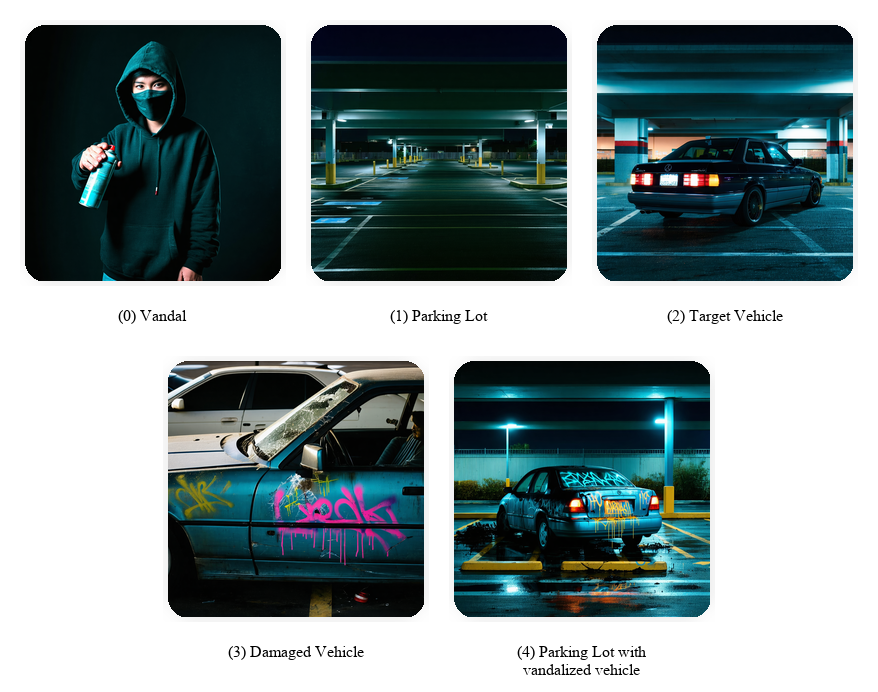 (0) Vandal
(1) Parking Lot
(2) Target Vehicle
(3) Damaged Vehicle
(4) Parking Lot with
vandalized vehicle